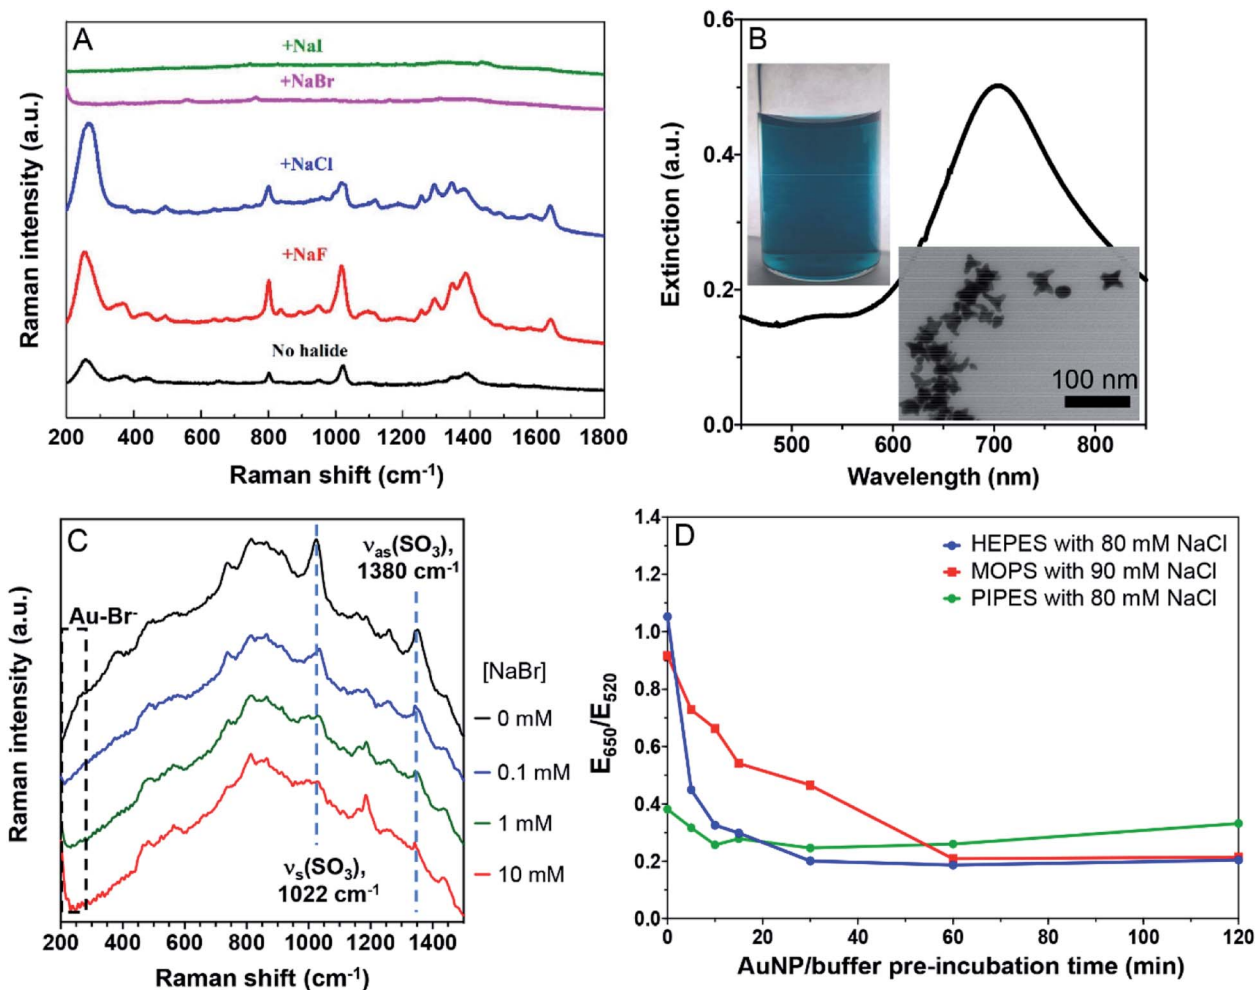 A
+NaI
+NaBr
+NaCl
+NaF
No halide
Raman intensity (a.u.)
200 400 600 800 1000 1200 1400 1600 1800
Raman shift (cm⁻¹)
B
0.6
0.4
0.2
0.0
Extinction (a.u.)
100 nm
500 600 700 800
Wavelength (nm)
C
νas(SO₃),
1380 cm⁻¹
Au-Br⁻
[NaBr]
0 mM
0.1 mM
1 mM
10 mM
νs(SO₃),
1022 cm⁻¹
Raman intensity (a.u.)
200 400 600 800 1000 1200 1400
Raman shift (cm⁻¹)
D
HEPES with 80 mM NaCl
MOPS with 90 mM NaCl
PIPES with 80 mM NaCl
1.4
1.2
1.0
0.8
0.6
0.4
0.2
0.0
E₆₅₀/E₅₂₀
0 20 40 60 80 100 120
AuNP/buffer pre-incubation time (min)